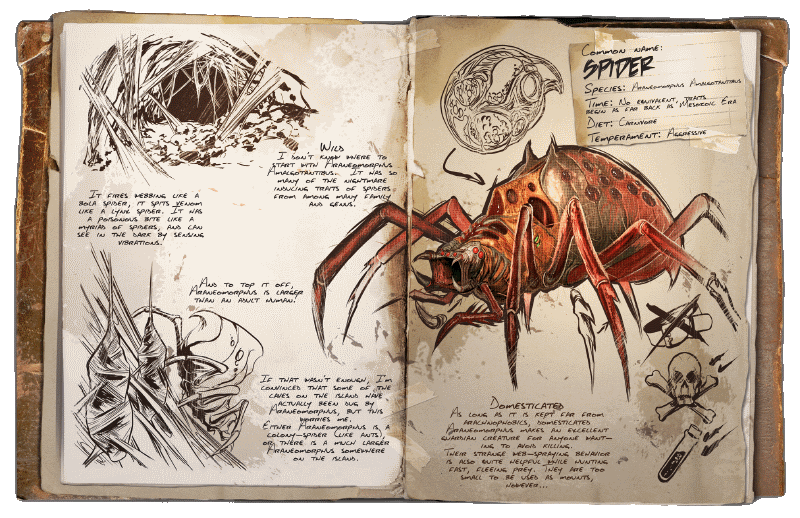 Wild
I don't know where to
start with Araneomorphus
Amalgotantibus. It was so
many of the nightmare
inducing traits of spiders
from among many family
and genus.
It fires webbing like a
bola spider, it spits venom
like a lync spider. It was
a poisonous bite like a
myriad of spiders, and can
see in the dark by sensing
vibrations.
And to top it off,
Araneomorphus is larger
than an adult human!
If that wasn't enough, I'm
convinced that some of the
caves on the island have
actually been dug by
Araneomorphus, but this
worries me.
Either Araneomorphus is a
colony-spider (like ants),
or there is a much larger
Araneomorphus somewhere
on the island.
Common name:
Spider
Species: Araneomorphus Amalgotantibus
Time: No equivalent, traits
begin as far back as Mesozoic Era
Diet: Carnivore
Temperament: Aggressive
Domesticated
As long as it is kept far from
arachnophobics, domesticated
Araneomorphus makes an excellent
guardian creature for anyone want-
ing to avoid killing.
Their strange web-spraying behavior
is also quite helpful while hunting
fast, fleeing prey. They are too
small to be used as mounts,
however...